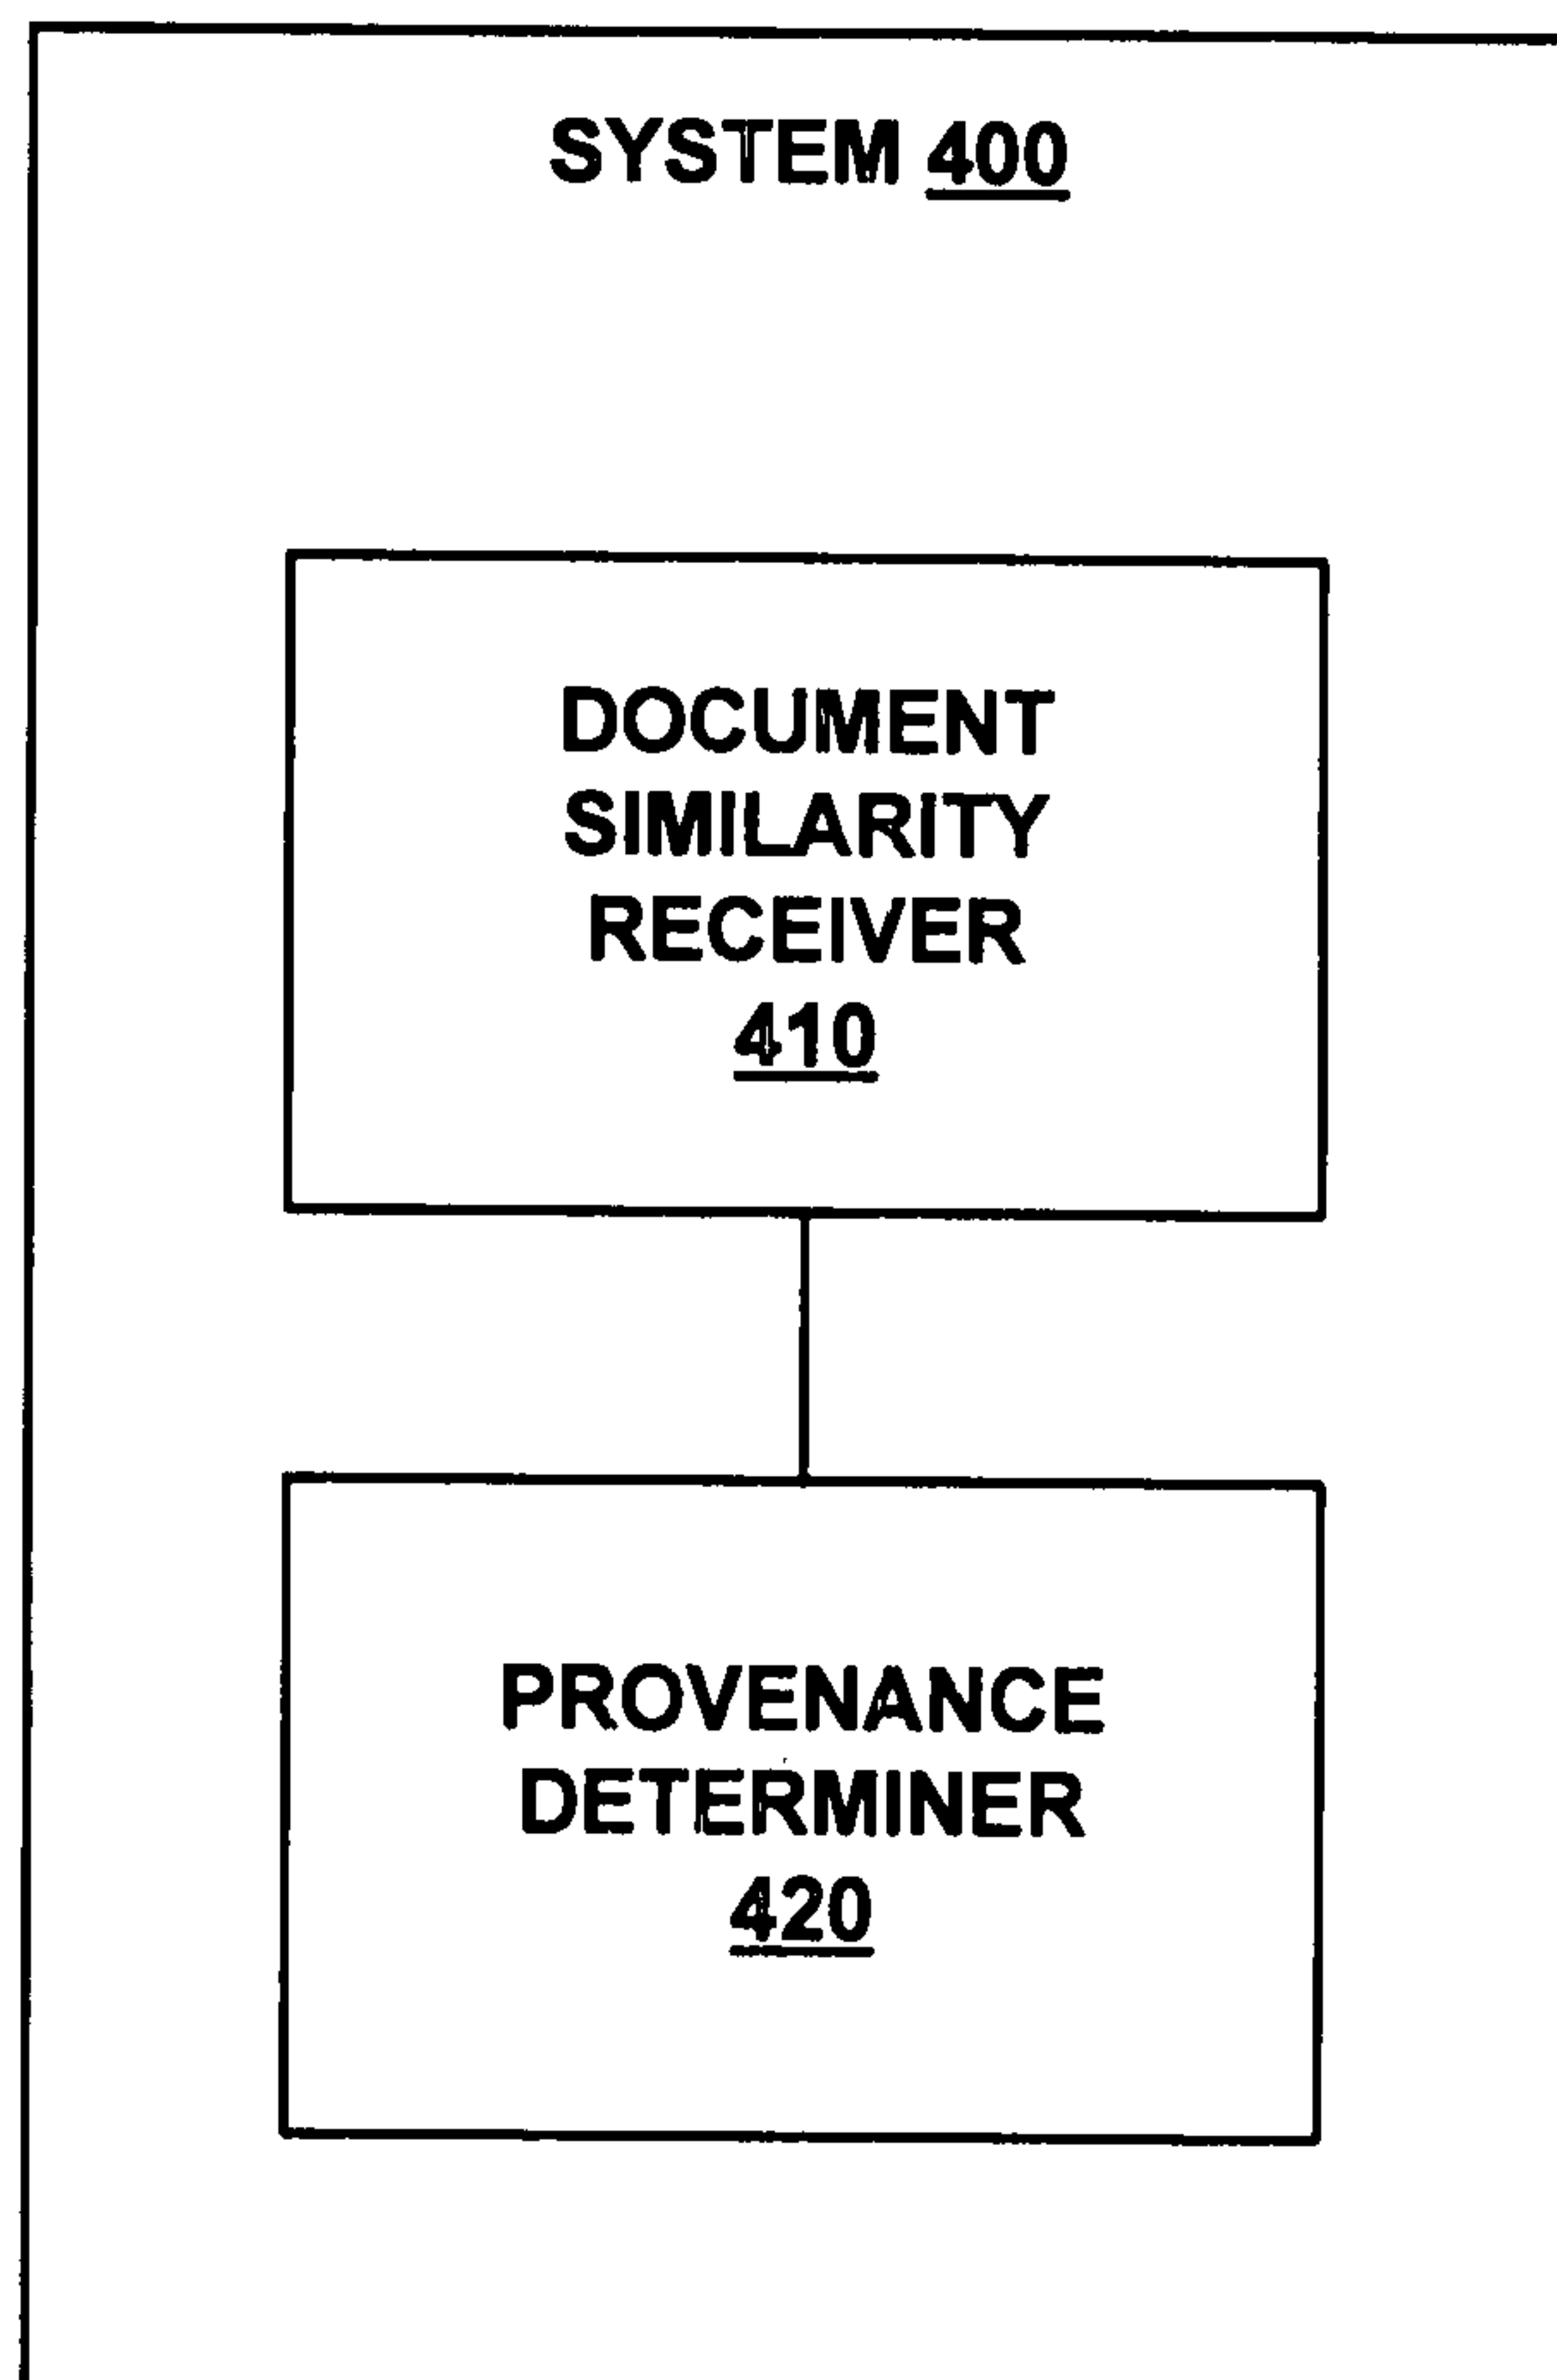 SYSTEM 400
DOCUMENT
SIMILARITY
RECEIVER
410
PROVENANCE
DETERMINER
420